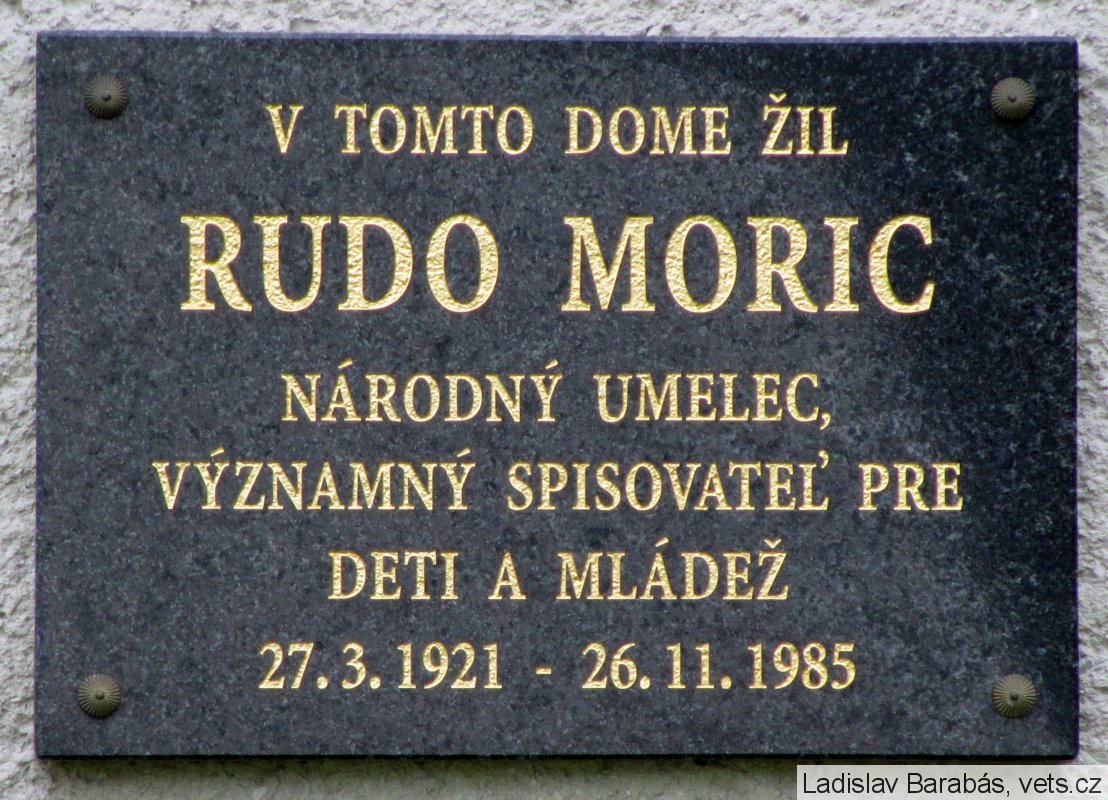 V TOMTO DOME ŽIL
RUDO MORIC
NÁRODNÝ UMELEC,
VÝZNAMNÝ SPISOVATEĽ PRE
DETI A MLÁDEŽ
27. 3. 1921 - 26. 11. 1985
Ladislav Barabás, vets.cz